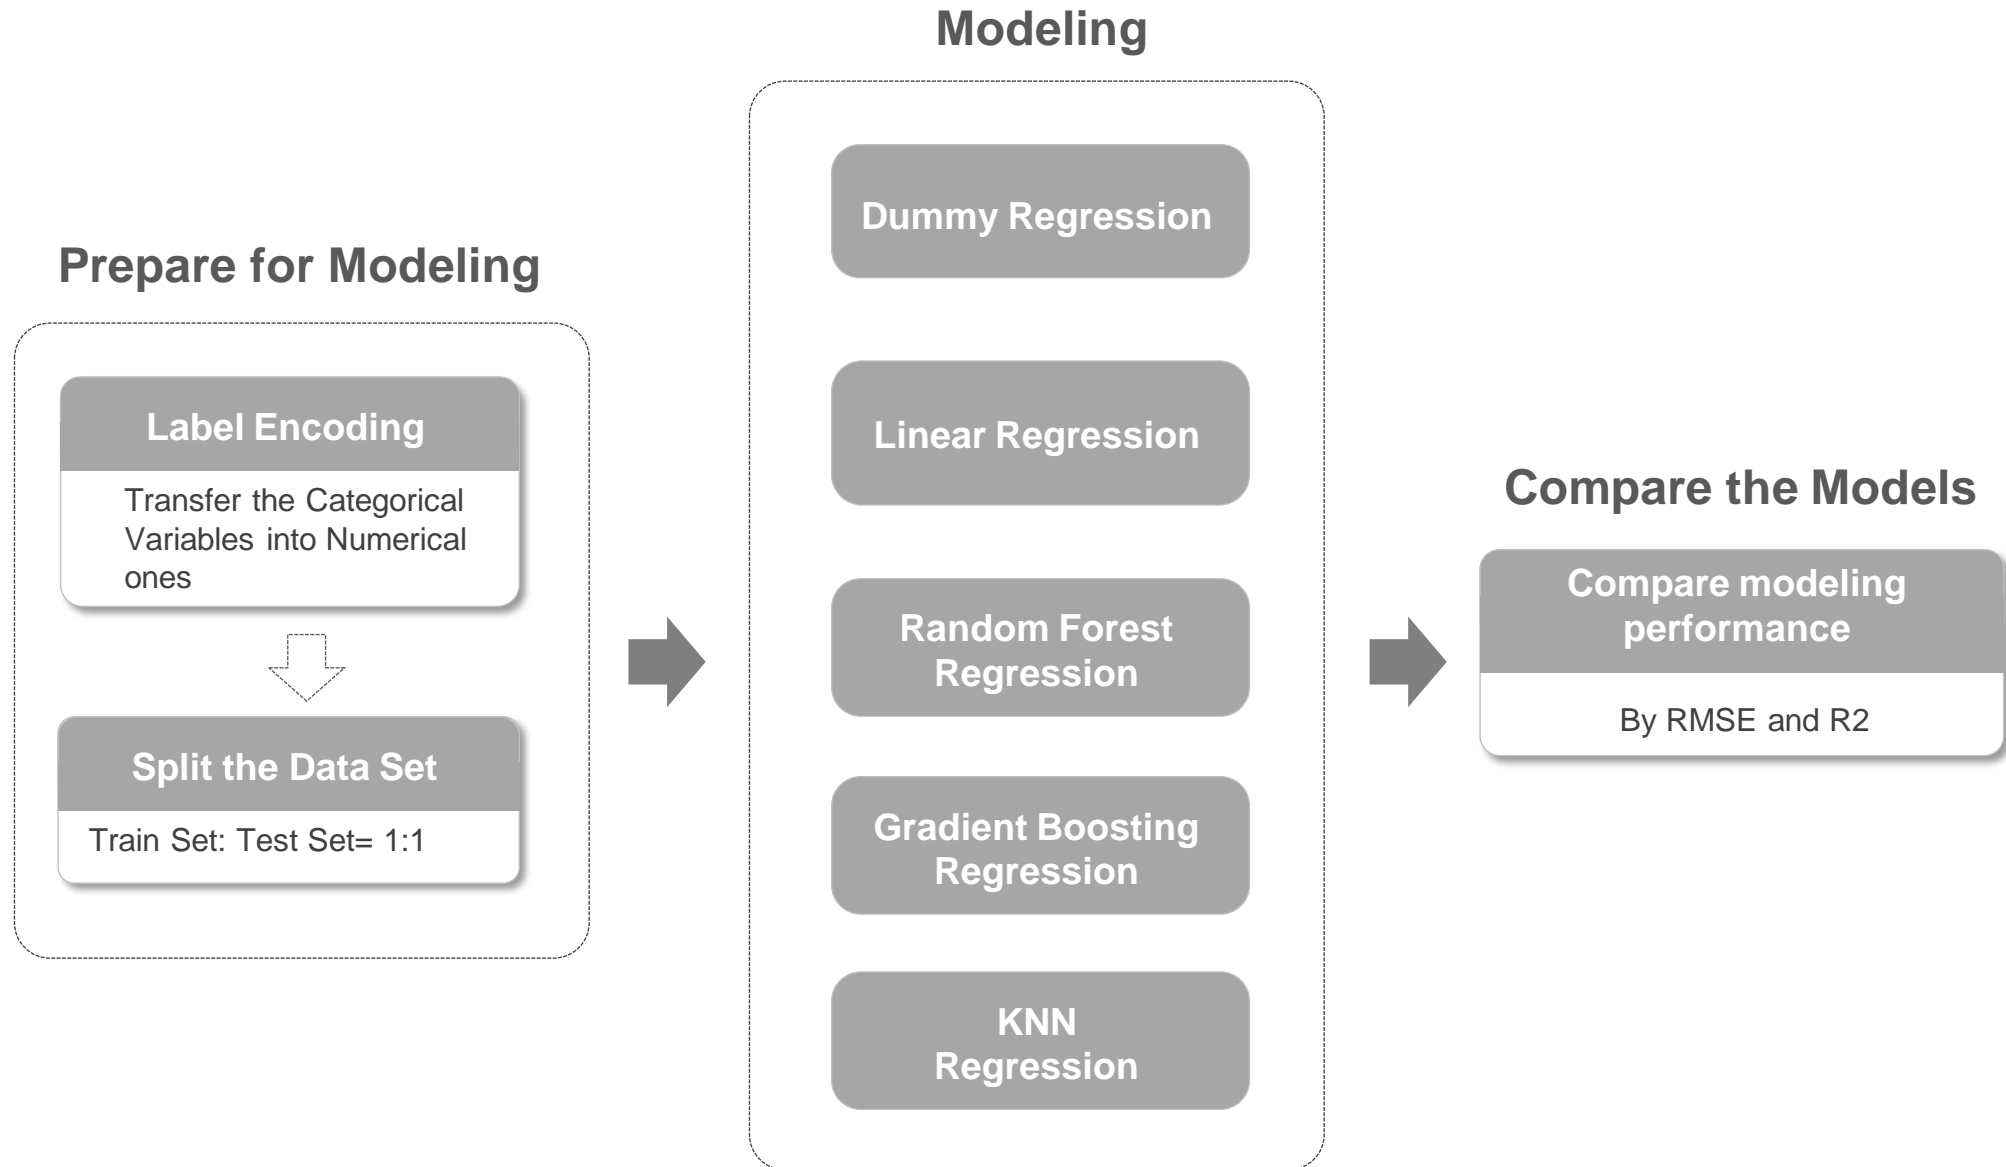 Prepare for Modeling
Label Encoding
Transfer the Categorical
Variables into Numerical
ones
Split the Data Set
Train Set: Test Set= 1:1
Modeling
Dummy Regression
Linear Regression
Random Forest
Regression
Gradient Boosting
Regression
KNN
Regression
Compare the Models
Compare modeling
performance
By RMSE and R2